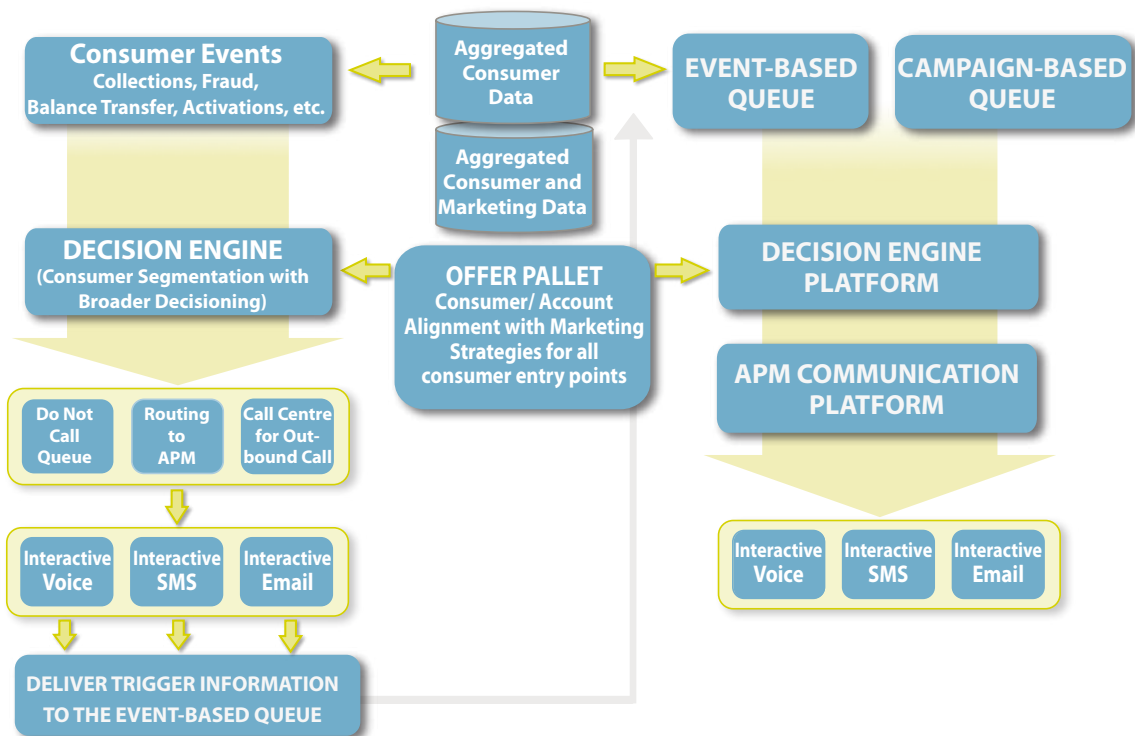 Consumer Events
Collections, Fraud,
Balance Transfer, Activations, etc.
Aggregated
Consumer
Data
Aggregated
Consumer and
Marketing Data
EVENT-BASED
QUEUE
CAMPAIGN-BASED
QUEUE
DECISION ENGINE
(Consumer Segmentation with
Broader Decisioning)
OFFER PALLET
Consumer/ Account
Alignment with Marketing
Strategies for all
consumer entry points
DECISION ENGINE
PLATFORM
APM COMMUNICATION
PLATFORM
Do Not
Call
Queue
Routing
to
APM
Call Centre
for Out-
bound Call
Interactive
Voice
Interactive
SMS
Interactive
Email
Interactive
Voice
Interactive
SMS
Interactive
Email
DELIVER TRIGGER INFORMATION
TO THE EVENT-BASED QUEUE